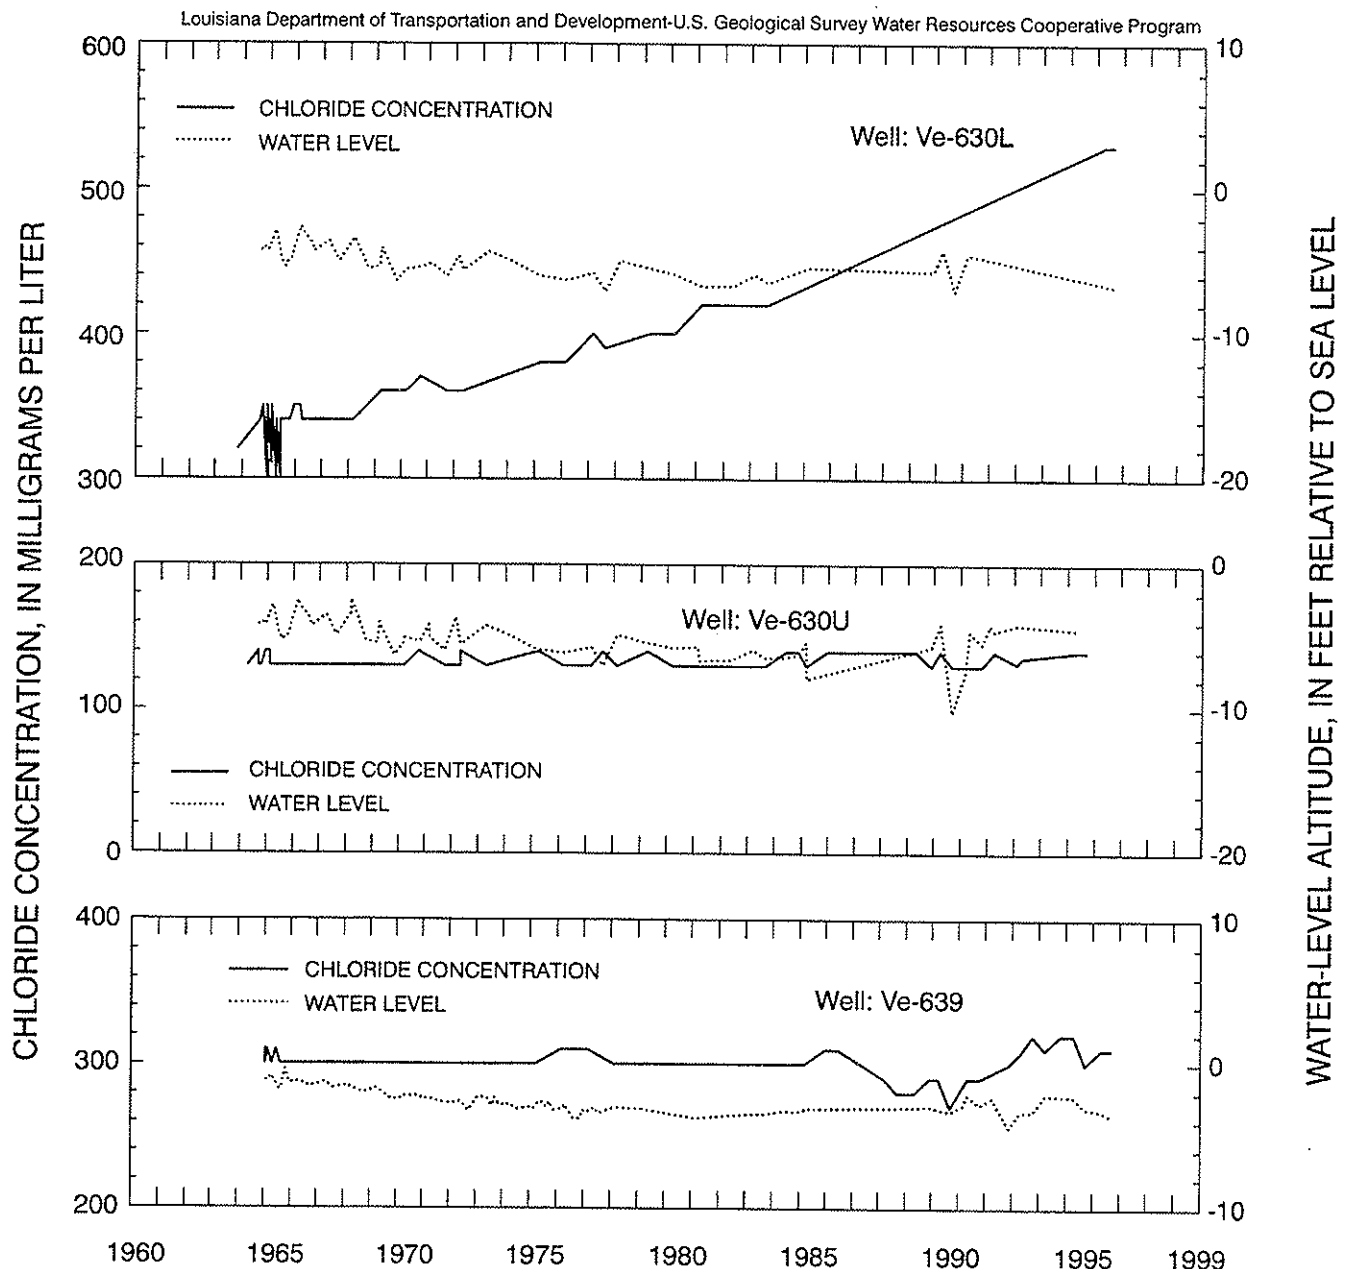 Louisiana Department of Transportation and Development-U.S. Geological Survey Water Resources Cooperative Program
600
500
400
300
10
0
-10
-20
CHLORIDE CONCENTRATION
WATER LEVEL
Well: Ve-630L
CHLORIDE CONCENTRATION, IN MILLIGRAMS PER LITER
WATER-LEVEL ALTITUDE, IN FEET RELATIVE TO SEA LEVEL
200
100
0
0
-10
-20
Well: Ve-630U
CHLORIDE CONCENTRATION
WATER LEVEL
400
300
200
10
0
-10
CHLORIDE CONCENTRATION
WATER LEVEL
Well: Ve-639
1960 1965 1970 1975 1980 1985 1990 1995 1999